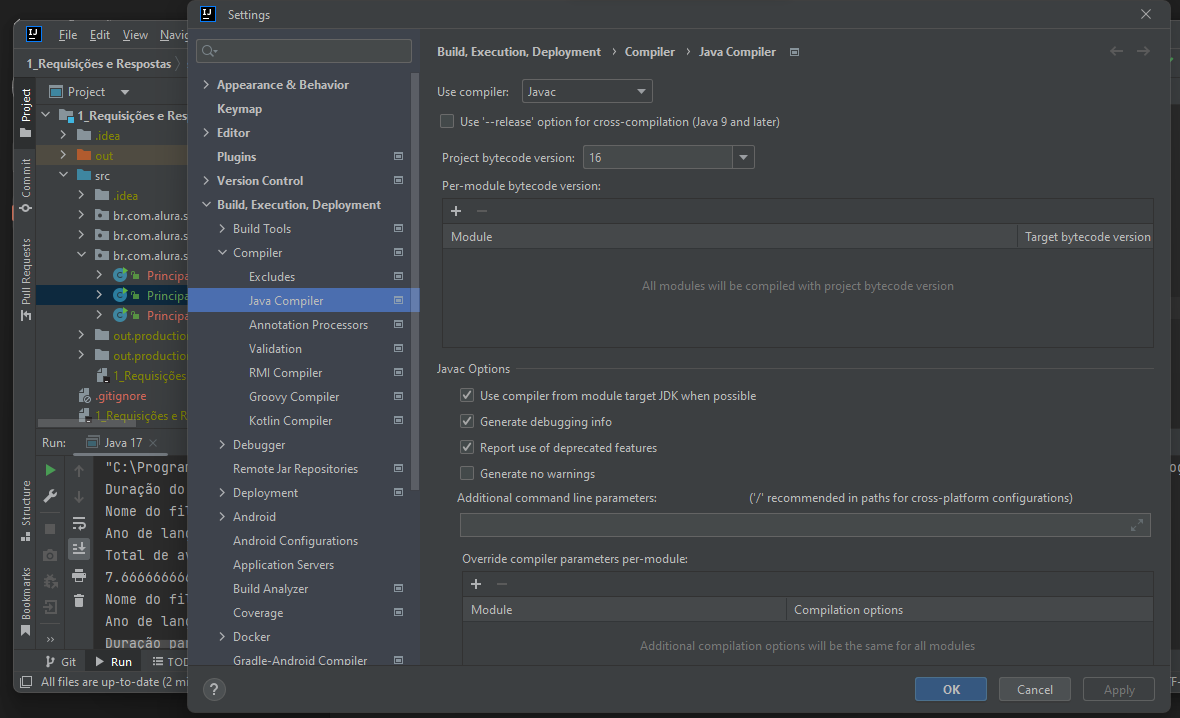 Settings
File Edit View Navig
1_Requisições e Respostas
Project
1_Requisições e Res
.idea
out
src
.idea
br.com.alura.s
br.com.alura.s
br.com.alura.s
Principa
Principa
Principa
out.production
out.production
1_Requisições
.gitignore
1_Requisições e R
Project
Commit
Pull Requests
Structure
Bookmarks
Run: Java 17
"C:\Program
Duração do
Nome do fil
Ano de lanç
Total de av
7.666666666
Nome do fil
Ano de lanç
Duração par
Git Run TOD
All files are up-to-date (2 mi
Appearance & Behavior
Keymap
Editor
Plugins
Version Control
Build, Execution, Deployment
Build Tools
Compiler
Excludes
Java Compiler
Annotation Processors
Validation
RMI Compiler
Groovy Compiler
Kotlin Compiler
Debugger
Remote Jar Repositories
Deployment
Android
Android Configurations
Application Servers
Build Analyzer
Coverage
Docker
Gradle-Android Compiler
?
Build, Execution, Deployment › Compiler › Java Compiler
Use compiler: Javac
Use '--release' option for cross-compilation (Java 9 and later)
Project bytecode version: 16
Per-module bytecode version:
Module Target bytecode version
All modules will be compiled with project bytecode version
Javac Options
Use compiler from module target JDK when possible
Generate debugging info
Report use of deprecated features
Generate no warnings
Additional command line parameters: ('/' recommended in paths for cross-platform configurations)
Override compiler parameters per-module:
Module Compilation options
Additional compilation options will be the same for all modules
OK Cancel Apply